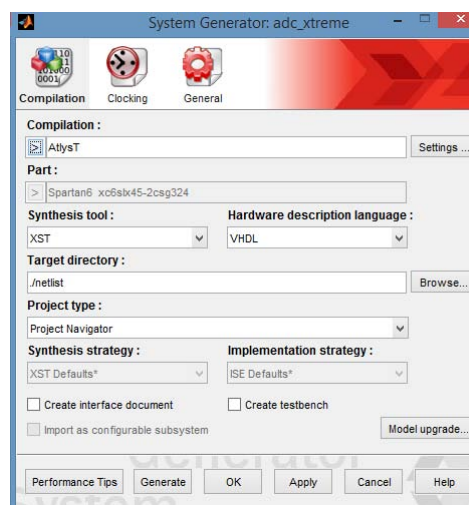 System Generator: adc_xtreme
Compilation Clocking General
Compilation :
> AtlysT Settings ...
Part :
> Spartan6 xc6slx45-2csg324
Synthesis tool : Hardware description language :
XST VHDL
Target directory :
./netlist Browse...
Project type :
Project Navigator
Synthesis strategy : Implementation strategy :
XST Defaults* ISE Defaults*
Create interface document Create testbench
Import as configurable subsystem Model upgrade...
Performance Tips Generate OK Apply Cancel Help